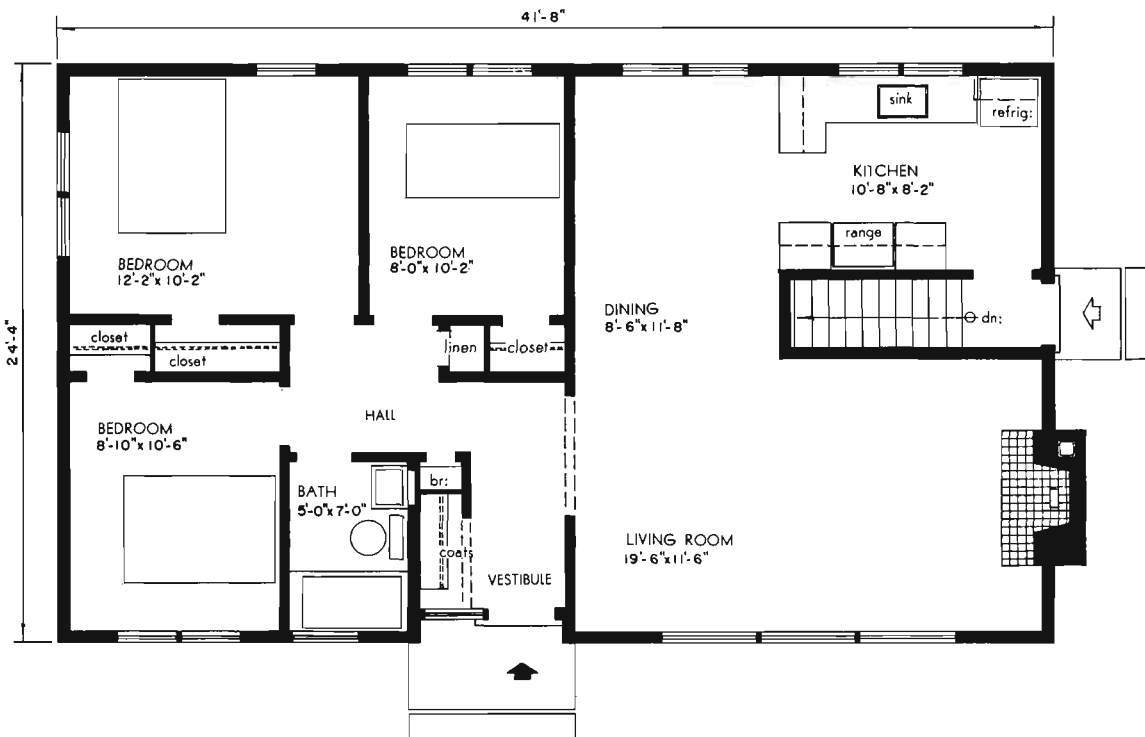 41'-8"
sink
refrig:
KITCHEN
10'-8" x 8'-2"
range
BEDROOM
12'-2" x 10'-2"
BEDROOM
8'-0" x 10'-2"
DINING
8'-6" x 11'-8"
dn:
24'-4"
closet
closet
linen
closet
HALL
BEDROOM
8'-10" x 10'-6"
br:
BATH
5'-0" x 7'-0"
coats
VESTIBULE
LIVING ROOM
19'-6" x 11'-6"